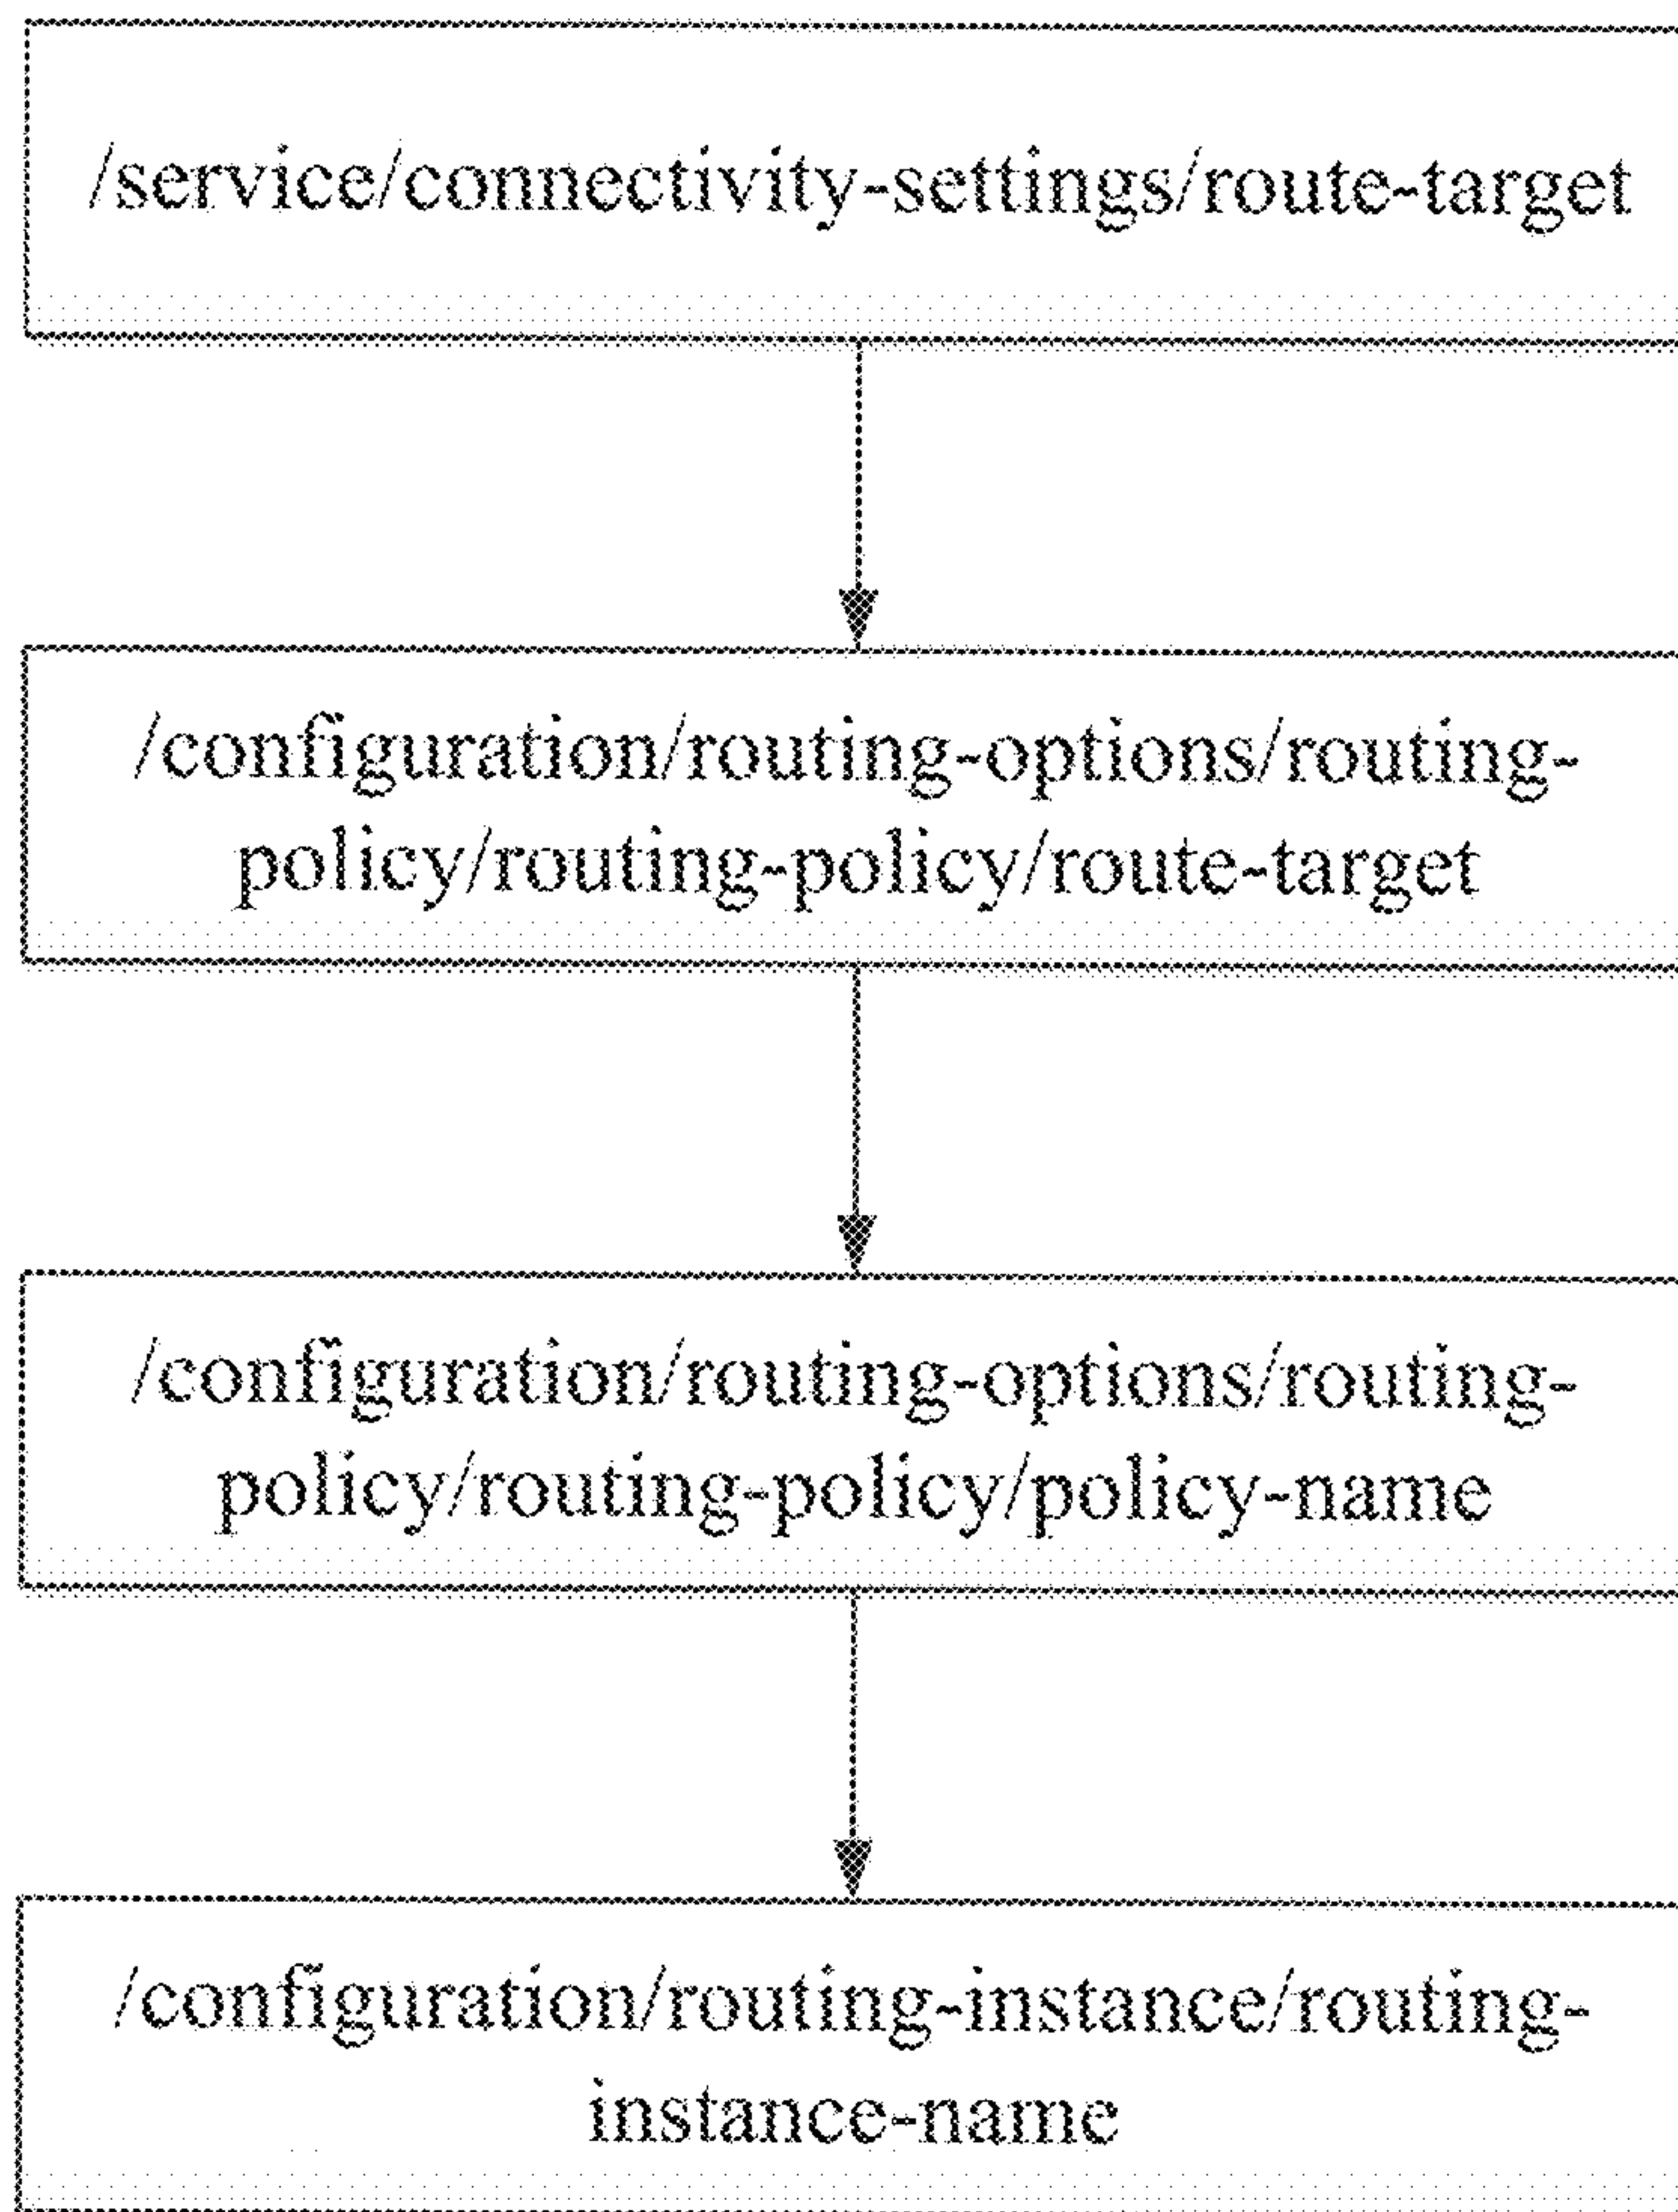 /service/connectivity-settings/route-target
/configuration/routing-options/routing-
policy/routing-policy/route-target
/configuration/routing-options/routing-
policy/routing-policy/policy-name
/configuration/routing-instance/routing-
instance-name